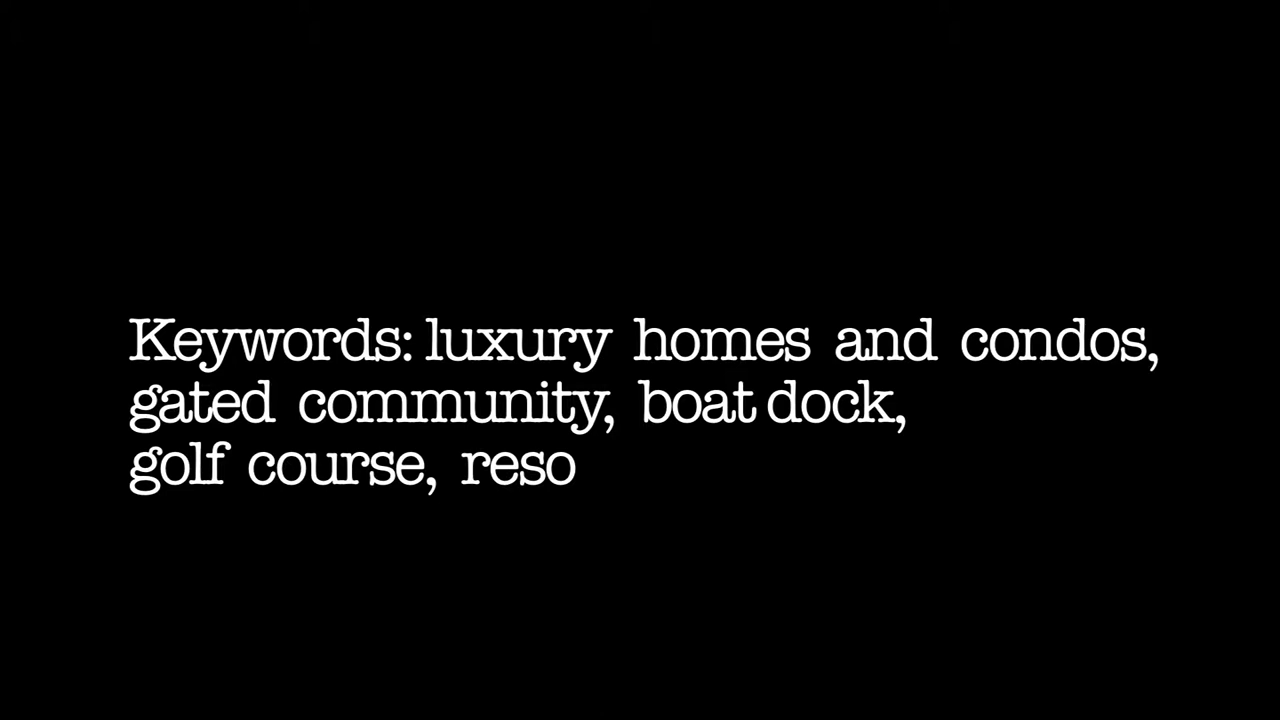 Keywords: luxury homes and condos,
gated community, boat dock,
golf course, reso